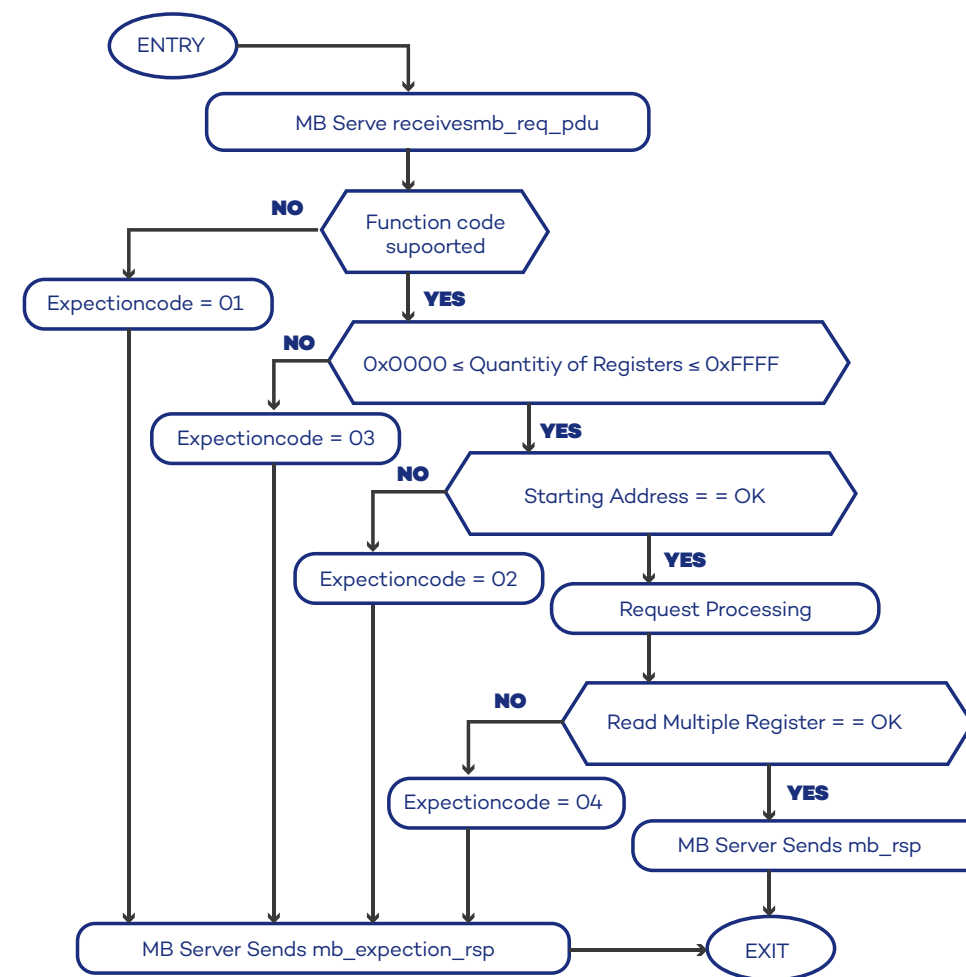 ENTRY
MB Serve receivesmb_req_pdu
NO
Function code
supoorted
Expectioncode = 01
YES
NO
0x0000 ≤ Quantitiy of Registers ≤ 0xFFFF
Expectioncode = 03
YES
NO
Starting Address = = OK
Expectioncode = 02
YES
Request Processing
NO
Read Multiple Register = = OK
Expectioncode = 04
YES
MB Server Sends mb_rsp
MB Server Sends mb_expection_rsp
EXIT